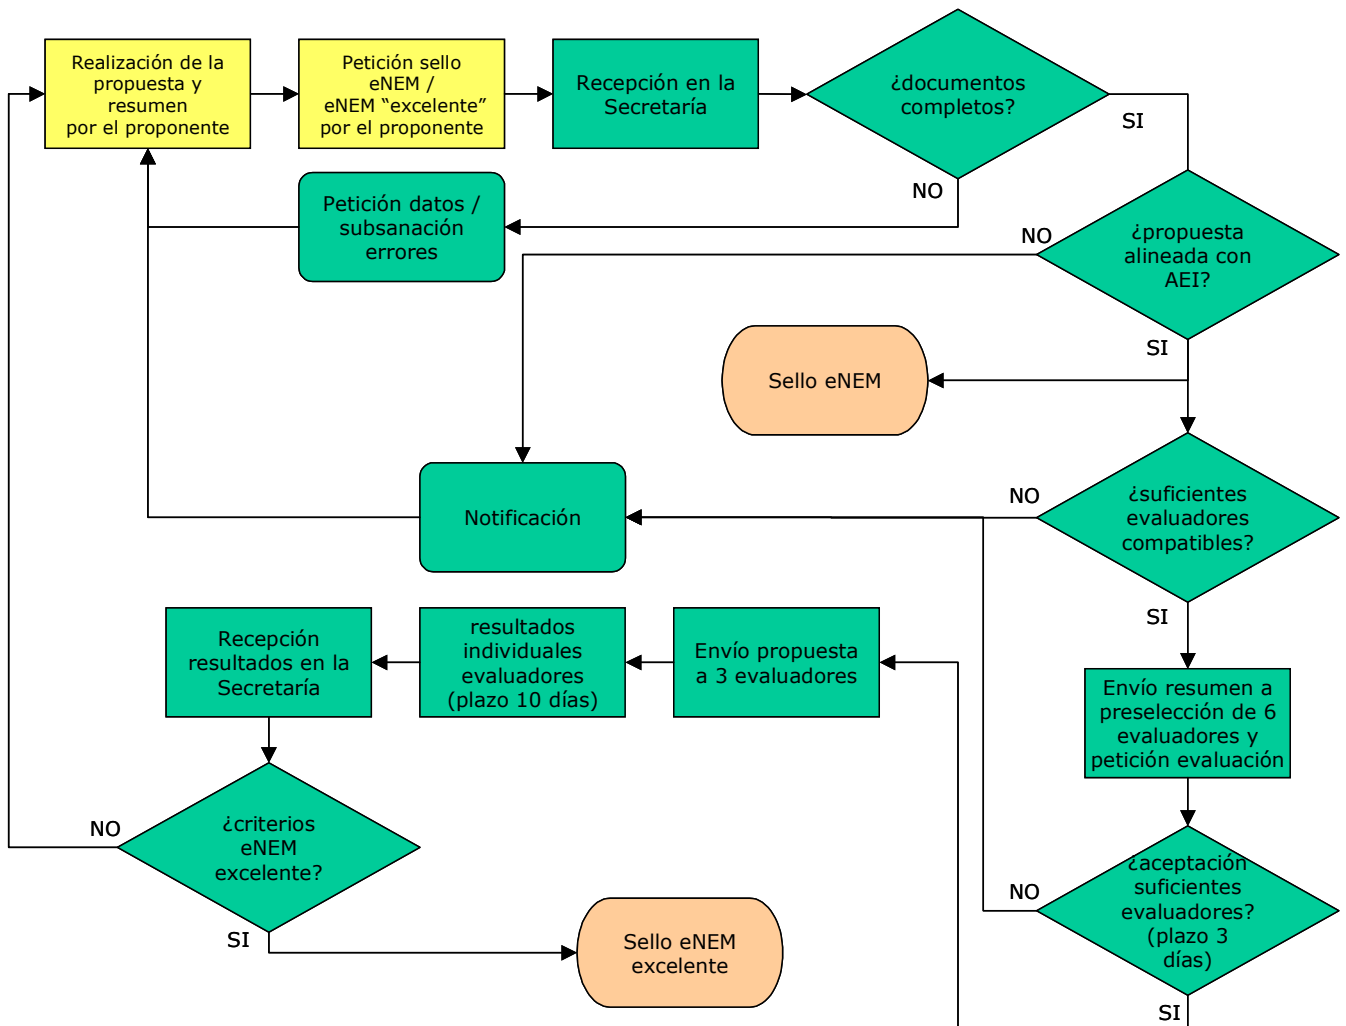 Realización de la
propuesta y
resumen
por el proponente
Petición sello
eNEM /
eNEM “excelente”
por el proponente
Recepción en la
Secretaría
¿documentos
completos?
SI
NO
Petición datos /
subsanación
errores
¿propuesta
alineada con
AEI?
NO
SI
Sello eNEM
¿suficientes
evaluadores
compatibles?
NO
SI
Notificación
Envío resumen a
preselección de 6
evaluadores y
petición evaluación
¿aceptación
suficientes
evaluadores?
(plazo 3
días)
NO
SI
Envío propuesta
a 3 evaluadores
resultados
individuales
evaluadores
(plazo 10 días)
Recepción
resultados en la
Secretaría
¿criterios
eNEM
excelente?
NO
SI
Sello eNEM
excelente